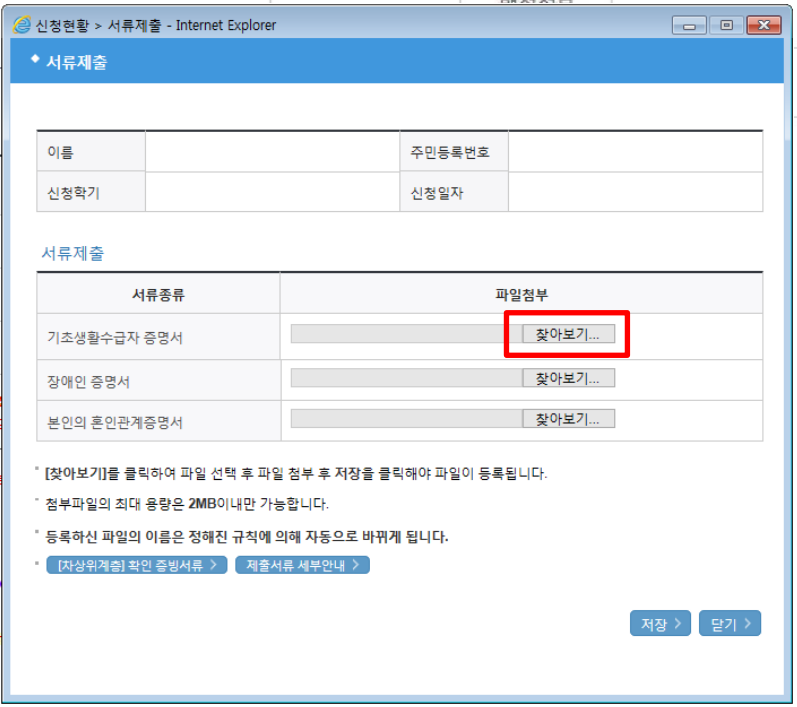 신청현황 > 서류제출 - Internet Explorer
서류제출
이름 주민등록번호
신청학기 신청일자
서류제출
서류종류 파일첨부
기초생활수급자 증명서 찾아보기...
장애인 증명서 찾아보기...
본인의 혼인관계증명서 찾아보기...
[찾아보기]를 클릭하여 파일 선택 후 파일 첨부 후 저장을 클릭해야 파일이 등록됩니다.
첨부파일의 최대 용량은 2MB이내만 가능합니다.
등록하신 파일의 이름은 정해진 규칙에 의해 자동으로 바뀌게 됩니다.
[차상위계층] 확인 증빙서류 > 제출서류 세부안내 >
저장 > 닫기 >